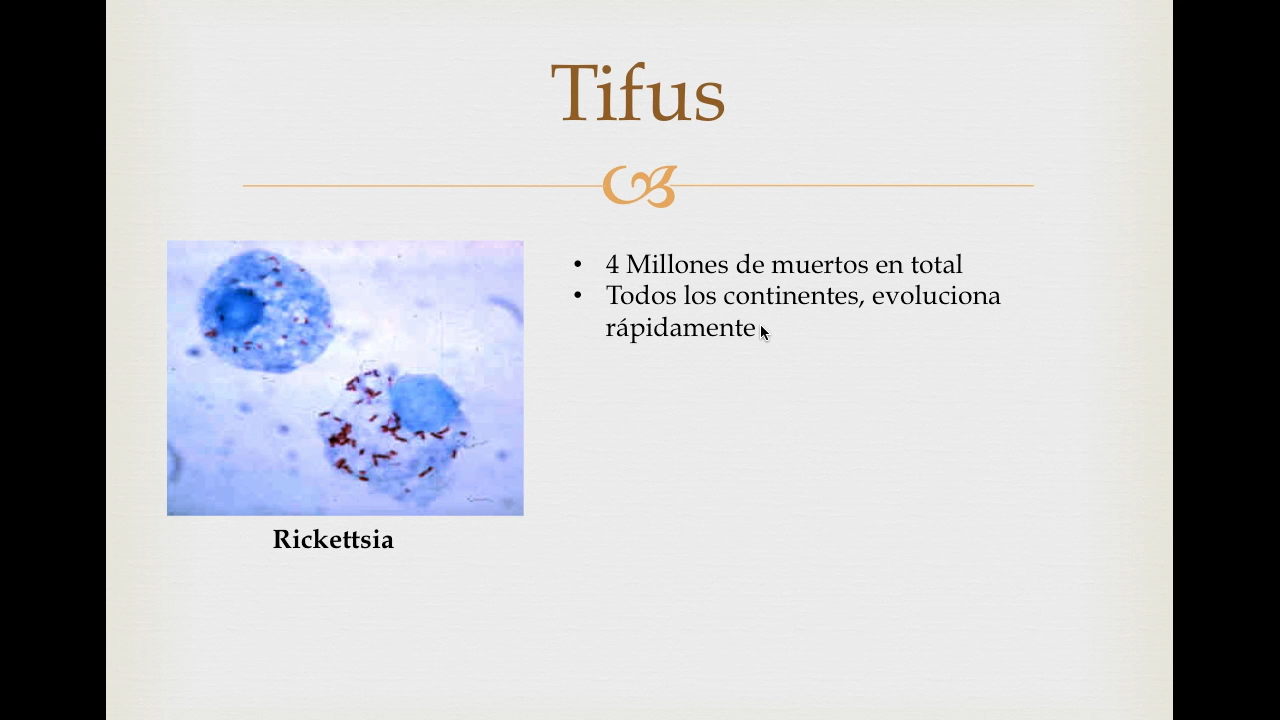 Tifus
• 4 Millones de muertos en total
• Todos los continentes, evoluciona
rápidamente
Rickettsia